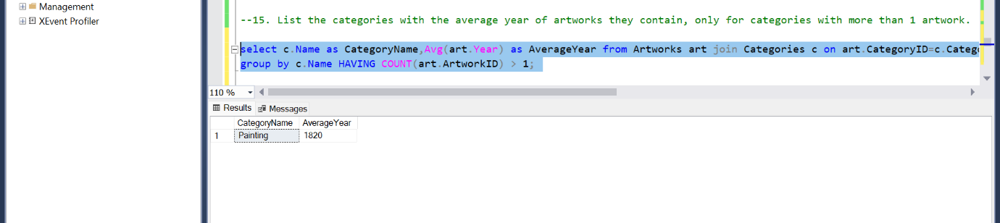 Management
XEvent Profiler
--15. List the categories with the average year of artworks they contain, only for categories with more than 1 artwork.
select c.Name as CategoryName,Avg(art.Year) as AverageYear from Artworks art join Categories c on art.CategoryID=c.Categ
group by c.Name HAVING COUNT(art.ArtworkID) > 1;
110 %
Results Messages
CategoryName AverageYear
1 Painting 1820